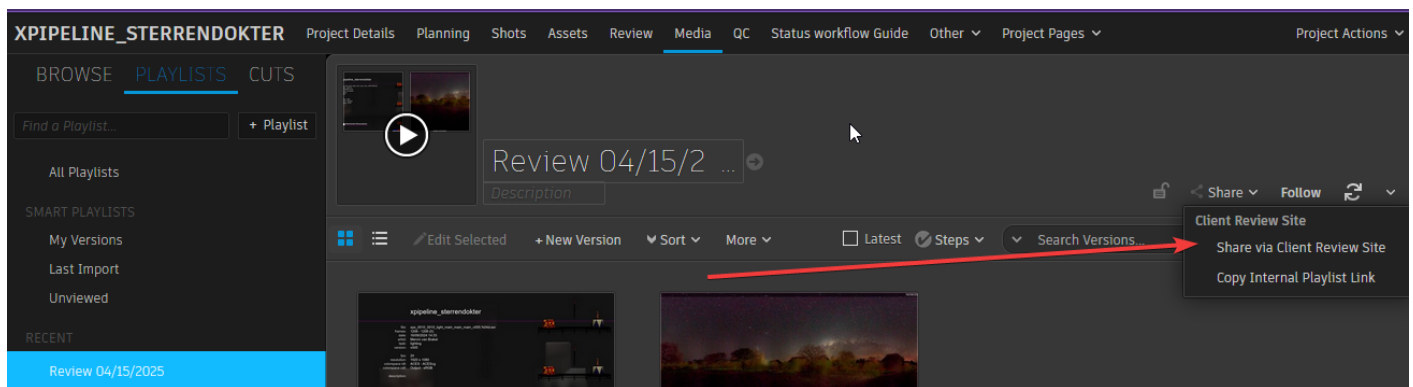 XPIPELINE_STERRENDOKTER Project Details Planning Shots Assets Review Media QC Status workflow Guide Other Project Pages Project Actions
BROWSE PLAYLISTS CUTS
Find a Playlist... + Playlist
All Playlists
SMART PLAYLISTS
My Versions
Last Import
Unviewed
RECENT
Review 04/15/2025
Review 04/15/2 ...
Description
Share Follow
Client Review Site
Share via Client Review Site
Copy Internal Playlist Link
Edit Selected + New Version Sort More Latest Steps Search Versions...
xpipeline_sterrendokter